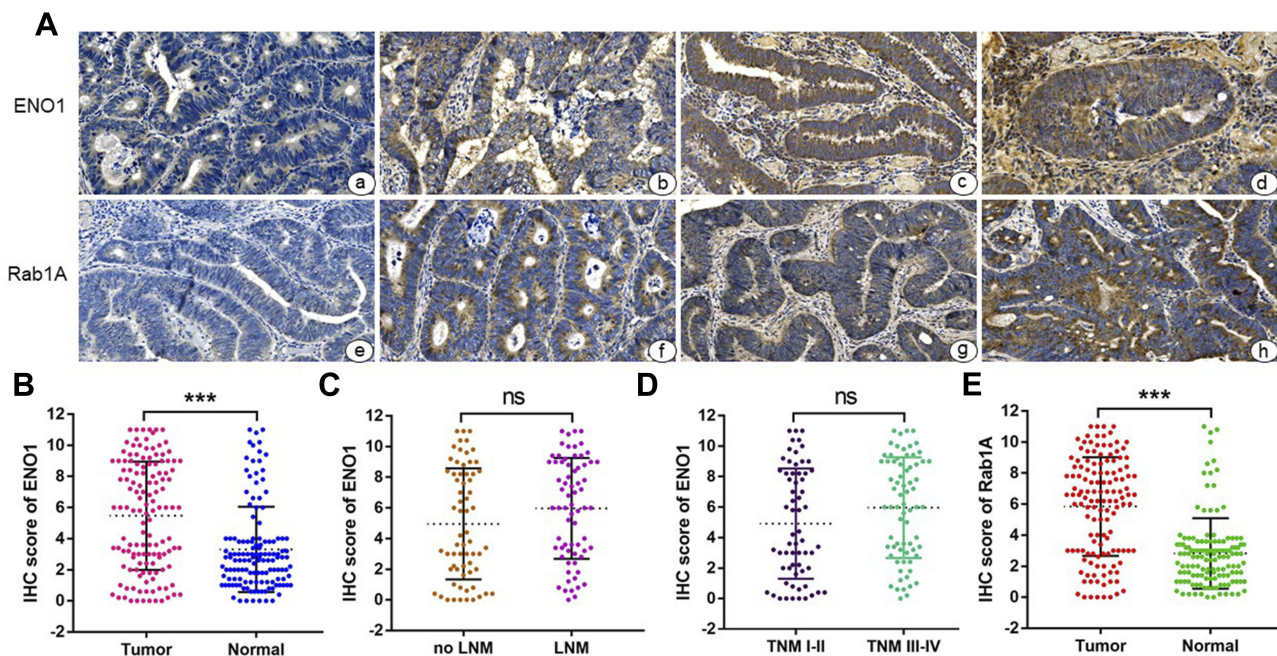 A
ENO1
a
b
c
d
Rab1A
e
f
g
h
B
***
IHC score of ENO1
12
10
8
6
4
2
0
-2
Tumor
Normal
C
ns
IHC score of ENO1
12
10
8
6
4
2
0
-2
no LNM
LNM
D
ns
IHC score of ENO1
12
10
8
6
4
2
0
-2
TNM I-II
TNM III-IV
E
***
IHC score of Rab1A
12
10
8
6
4
2
0
-2
Tumor
Normal